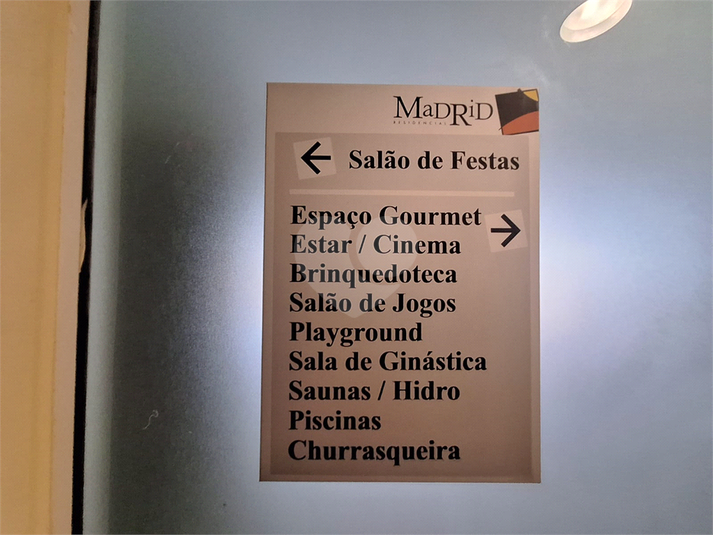 MaDRiD
RESIDENCIAL
Salão de Festas
Espaço Gourmet
Estar / Cinema
Brinquedoteca
Salão de Jogos
Playground
Sala de Ginástica
Saunas / Hidro
Piscinas
Churrasqueira